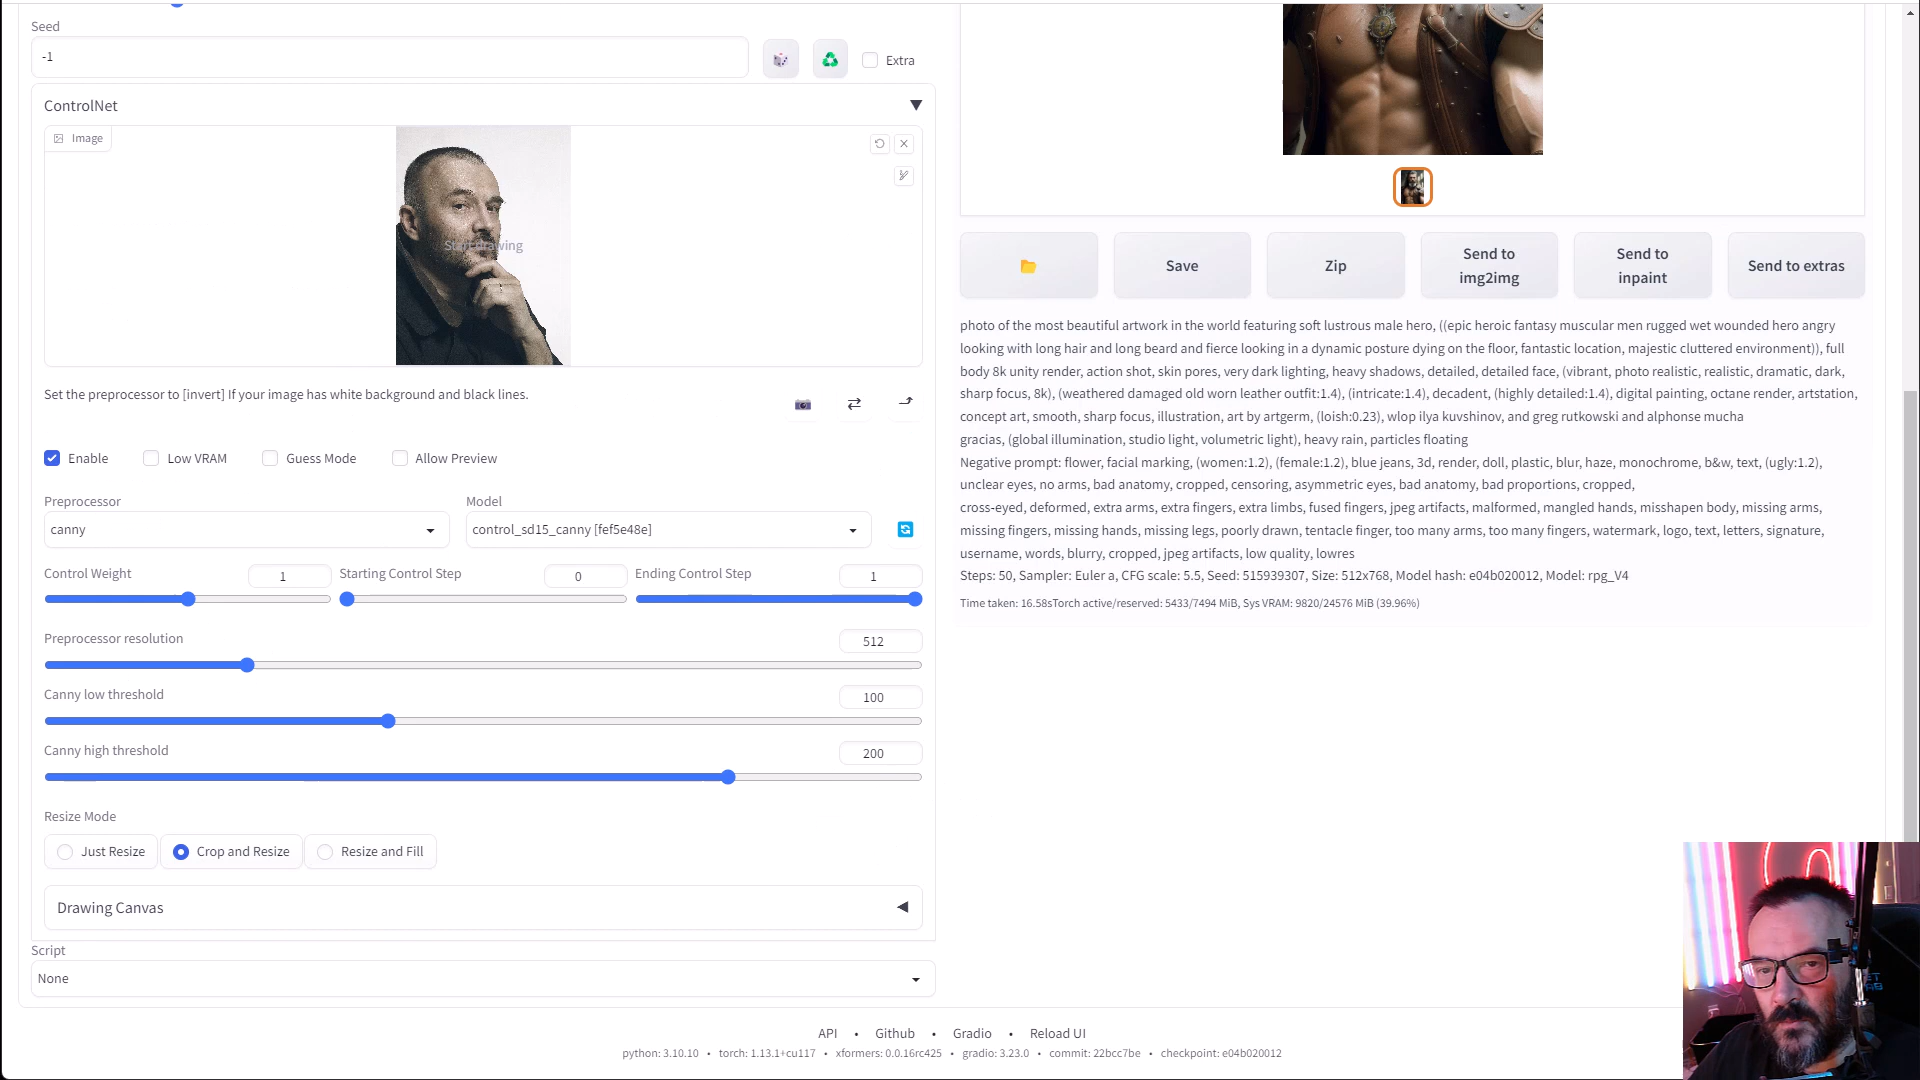 Seed
-1
Extra
ControlNet
Image
Start drawing
Set the preprocessor to [invert] If your image has white background and black lines.
Enable
Low VRAM
Guess Mode
Allow Preview
Preprocessor
Model
canny
control_sd15_canny [fef5e48e]
Control Weight
1
Starting Control Step
0
Ending Control Step
1
Preprocessor resolution
512
Canny low threshold
100
Canny high threshold
200
Resize Mode
Just Resize
Crop and Resize
Resize and Fill
Drawing Canvas
Script
None
Save
Zip
Send to
img2img
Send to
inpaint
Send to extras
photo of the most beautiful artwork in the world featuring soft lustrous male hero, ((epic heroic fantasy muscular men rugged wet wounded hero angry
looking with long hair and long beard and fierce looking in a dynamic posture dying on the floor, fantastic location, majestic cluttered environment)), full
body 8k unity render, action shot, skin pores, very dark lighting, heavy shadows, detailed, detailed face, (vibrant, photo realistic, realistic, dramatic, dark,
sharp focus, 8k), (weathered damaged old worn leather outfit:1.4), (intricate:1.4), decadent, (highly detailed:1.4), digital painting, octane render, artstation,
concept art, smooth, sharp focus, illustration, art by artgerm, (loish:0.23), wlop ilya kuvshinov, and greg rutkowski and alphonse mucha
gracias, (global illumination, studio light, volumetric light), heavy rain, particles floating
Negative prompt: flower, facial marking, (women:1.2), (female:1.2), blue jeans, 3d, render, doll, plastic, blur, haze, monochrome, b&w, text, (ugly:1.2),
unclear eyes, no arms, bad anatomy, cropped, censoring, asymmetric eyes, bad anatomy, bad proportions, cropped,
cross-eyed, deformed, extra arms, extra fingers, extra limbs, fused fingers, jpeg artifacts, malformed, mangled hands, misshapen body, missing arms,
missing fingers, missing hands, missing legs, poorly drawn, tentacle finger, too many arms, too many fingers, watermark, logo, text, letters, signature,
username, words, blurry, cropped, jpeg artifacts, low quality, lowres
Steps: 50, Sampler: Euler a, CFG scale: 5.5, Seed: 515939307, Size: 512x768, Model hash: e04b020012, Model: rpg_V4
Time taken: 16.58sTorch active/reserved: 5433/7494 MiB, Sys VRAM: 9820/24576 MiB (39.96%)
API • Github • Gradio • Reload UI
python: 3.10.10 • torch: 1.13.1+cu117 • xformers: 0.0.16rc425 • gradio: 3.23.0 • commit: 22bcc7be • checkpoint: e04b020012